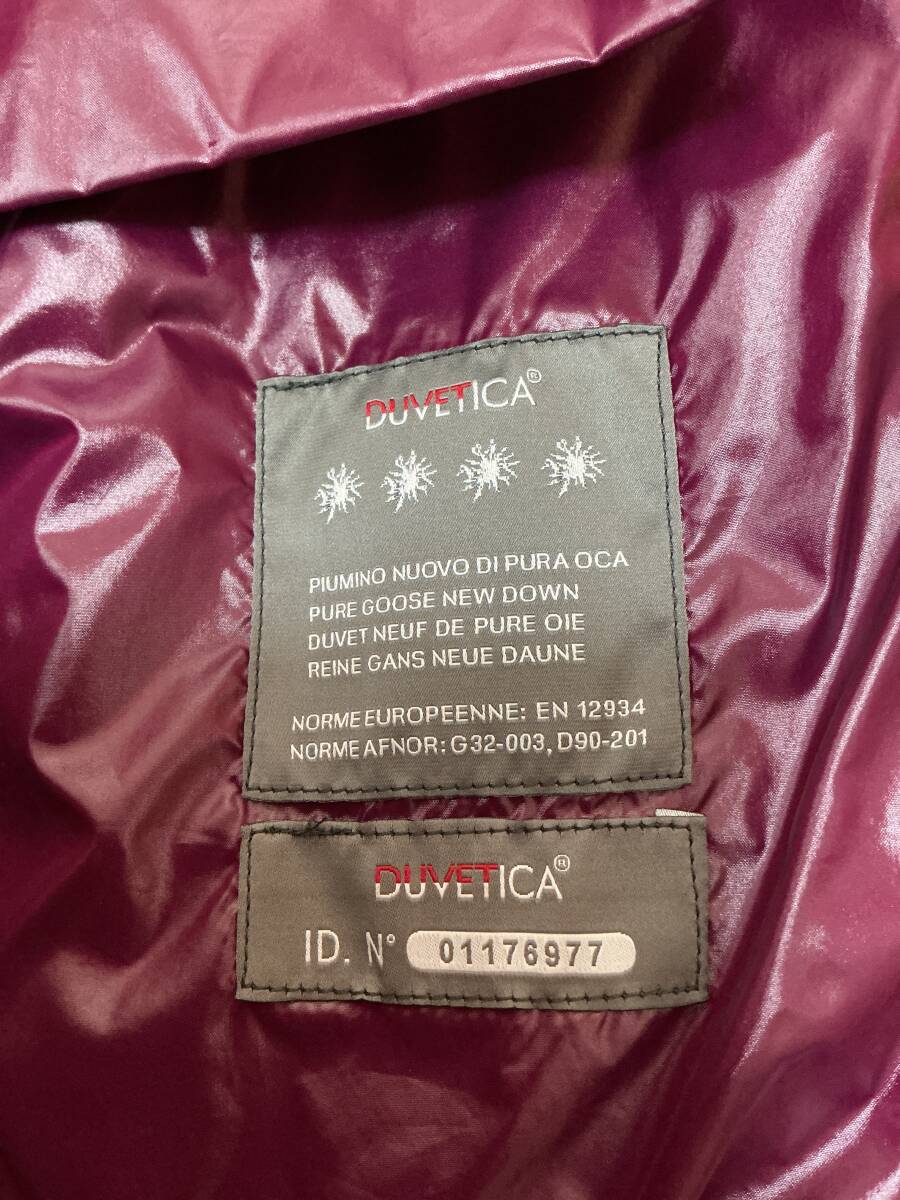 DUVETICA®
PIUMINO NUOVO DI PURA OCA
PURE GOOSE NEW DOWN
DUVET NEUF DE PURE OIE
REINE GANS NEUE DAUNE
NORME EUROPEENNE: EN 12934
NORME AFNOR: G32-003, D90-201
DUVETICA®
ID. N° 01176977